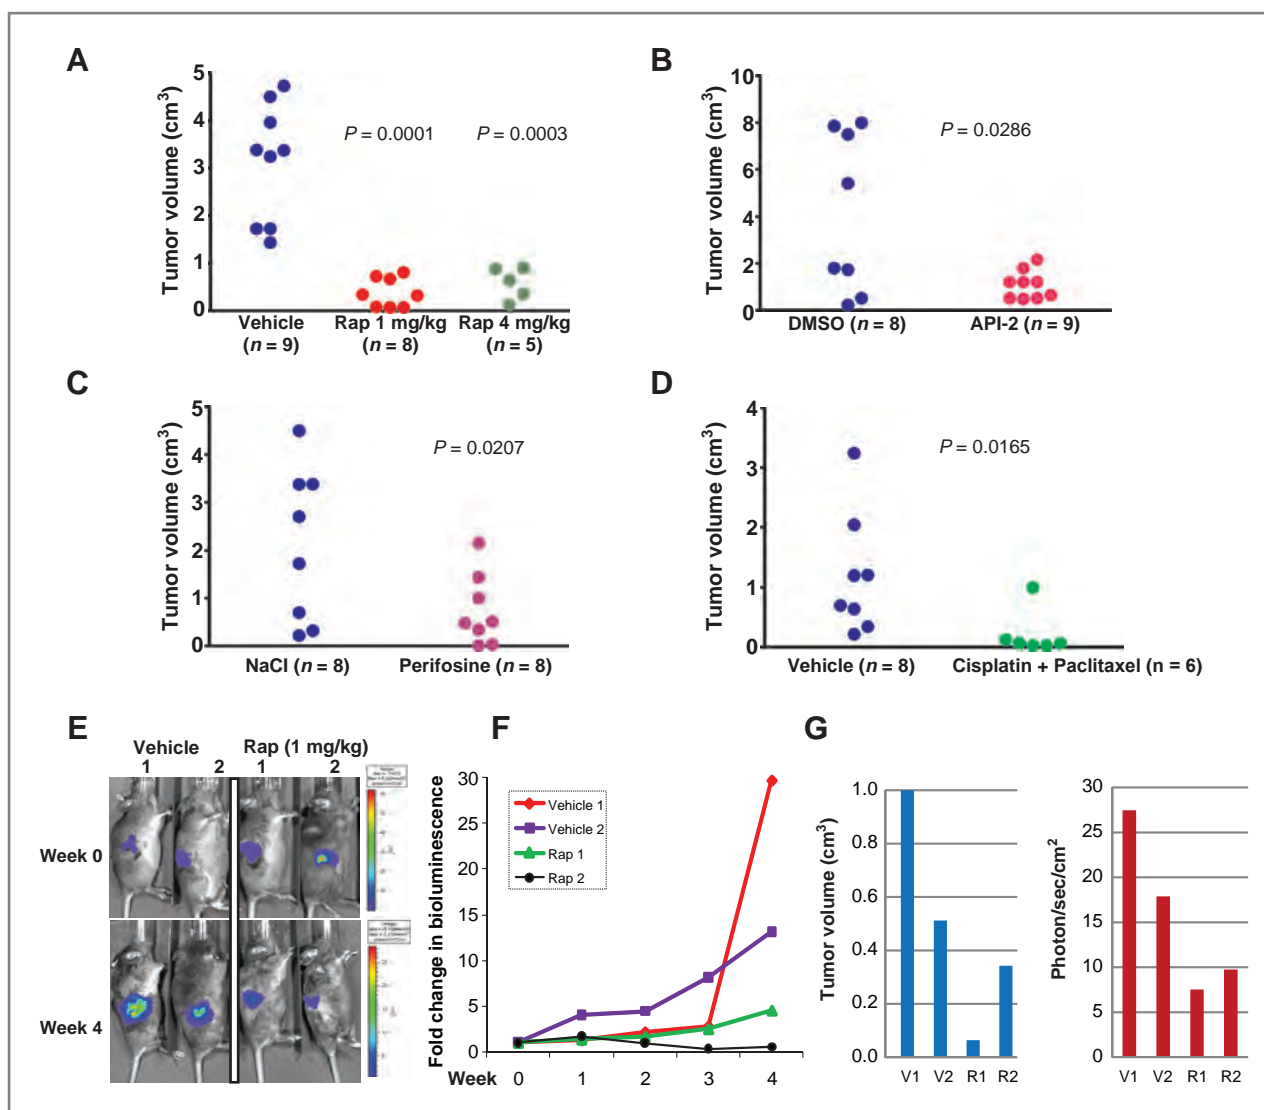 A
Tumor volume (cm³)
5
4
3
2
1
0
P = 0.0001
P = 0.0003
Vehicle
(n = 9)
Rap 1 mg/kg
(n = 8)
Rap 4 mg/kg
(n = 5)
B
Tumor volume (cm³)
10
8
6
4
2
0
P = 0.0286
DMSO (n = 8)
API-2 (n = 9)
C
Tumor volume (cm³)
5
4
3
2
1
0
P = 0.0207
NaCl (n = 8)
Perifosine (n = 8)
D
Tumor volume (cm³)
4
3
2
1
0
P = 0.0165
Vehicle (n = 8)
Cisplatin + Paclitaxel (n = 6)
E
Vehicle
Rap (1 mg/kg)
1 2 1 2
Week 0
Week 4
F
Fold change in bioluminescence
30
25
20
15
10
5
0
Vehicle 1
Vehicle 2
Rap 1
Rap 2
Week 0 1 2 3 4
G
Tumor volume (cm³)
1.0
0.8
0.6
0.4
0.2
0.0
V1 V2 R1 R2
Photon/sec/cm²
30
25
20
15
10
5
0
V1 V2 R1 R2